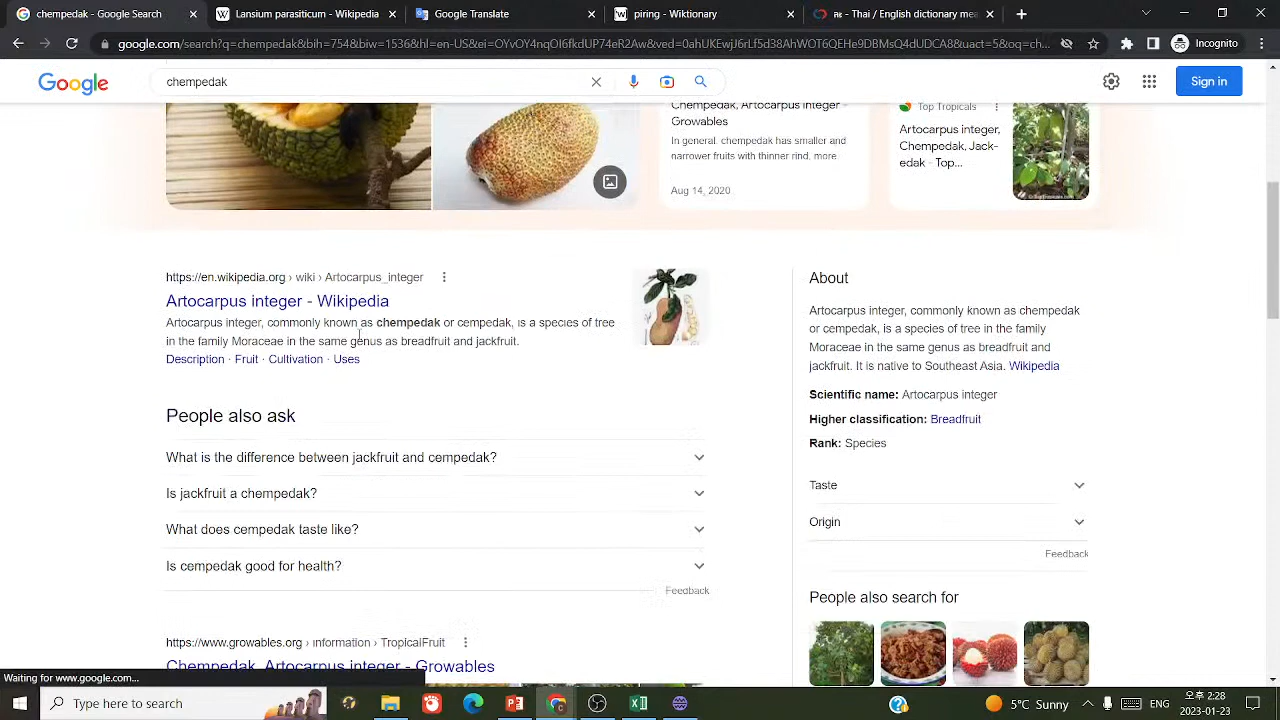 chempedak - Google Search
Lansium parasiticum - Wikipedia
Google Translate
piring - Wiktionary
ຄະ - Thai / English dictionary mea
google.com/search?q=chempedak&bih=754&biw=1536&hl=en-US&ei=OYvOY4nqOI6fkdUP74eR2Aw&ved=0ahUKEwj6rLf5d38AhWOT6QEHe9DBMsQ4dUDCA8&uact=5&oq=ch...
Incognito
Google
chempedak
Sign in
Chempedak, Artocarpus integer -
Growables
In general, chempedak has smaller and
narrower fruits with thinner rind. more
Aug 14, 2020
Top Tropicals
Artocarpus integer,
Chempedak, Jack-
edak - Top...
https://en.wikipedia.org › wiki › Artocarpus_integer
Artocarpus integer - Wikipedia
Artocarpus integer, commonly known as chempedak or cempedak, is a species of tree
in the family Moraceae in the same genus as breadfruit and jackfruit.
Description · Fruit · Cultivation · Uses
People also ask
What is the difference between jackfruit and cempedak?
Is jackfruit a chempedak?
What does cempedak taste like?
Is cempedak good for health?
Feedback
https://www.growables.org › information › TropicalFruit
Chempedak, Artocarpus integer - Growables
About
Artocarpus integer, commonly known as chempedak
or cempedak, is a species of tree in the family
Moraceae in the same genus as breadfruit and
jackfruit. It is native to Southeast Asia. Wikipedia
Scientific name: Artocarpus integer
Higher classification: Breadfruit
Rank: Species
Taste
Origin
Feedback
People also search for
Waiting for www.google.com...
Type here to search
5°C Sunny
ENG
오후 2:28
2023-01-23